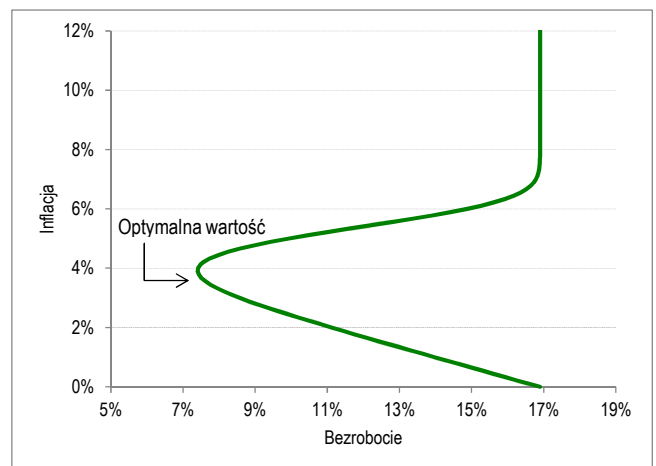 12%
10%
8%
6%
4%
2%
0%
Inflacja
Optymalna wartość
5% 7% 9% 11% 13% 15% 17% 19%
Bezrobocie